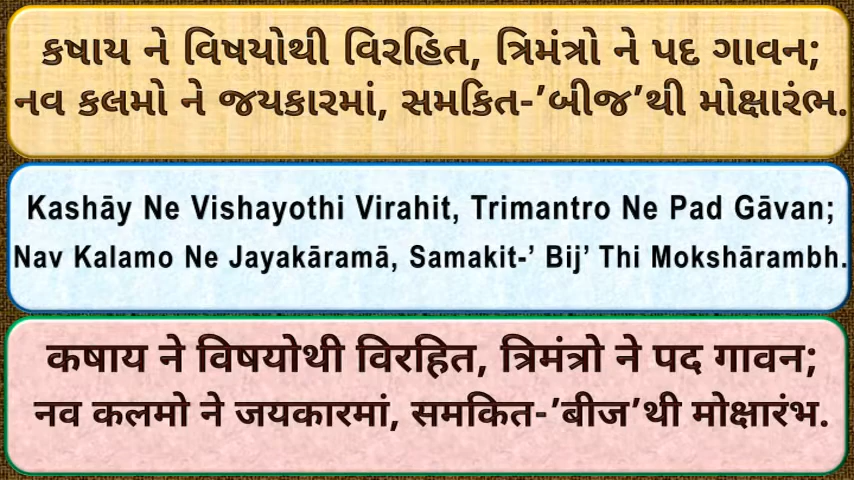 કષાય ને વિષયોથી વિરહિત, ત્રિમંત્રો ને પદ ગાવન;
નવ કલમો ને જયકારમાં, સમકિત-’બીજ’થી મોક્ષારંભ.
Kashāy Ne Vishayothi Virahit, Trimantro Ne Pad Gāvan;
Nav Kalamo Ne Jayakāramā, Samakit-’ Bij’ Thi Mokshārambh.
कषाय ने विषयोथी विरहित, त्रिमंत्रो ने पद गावन;
नव कलमो ने जयकारमां, समकित-’बीज’थी मोक्षारंभ.